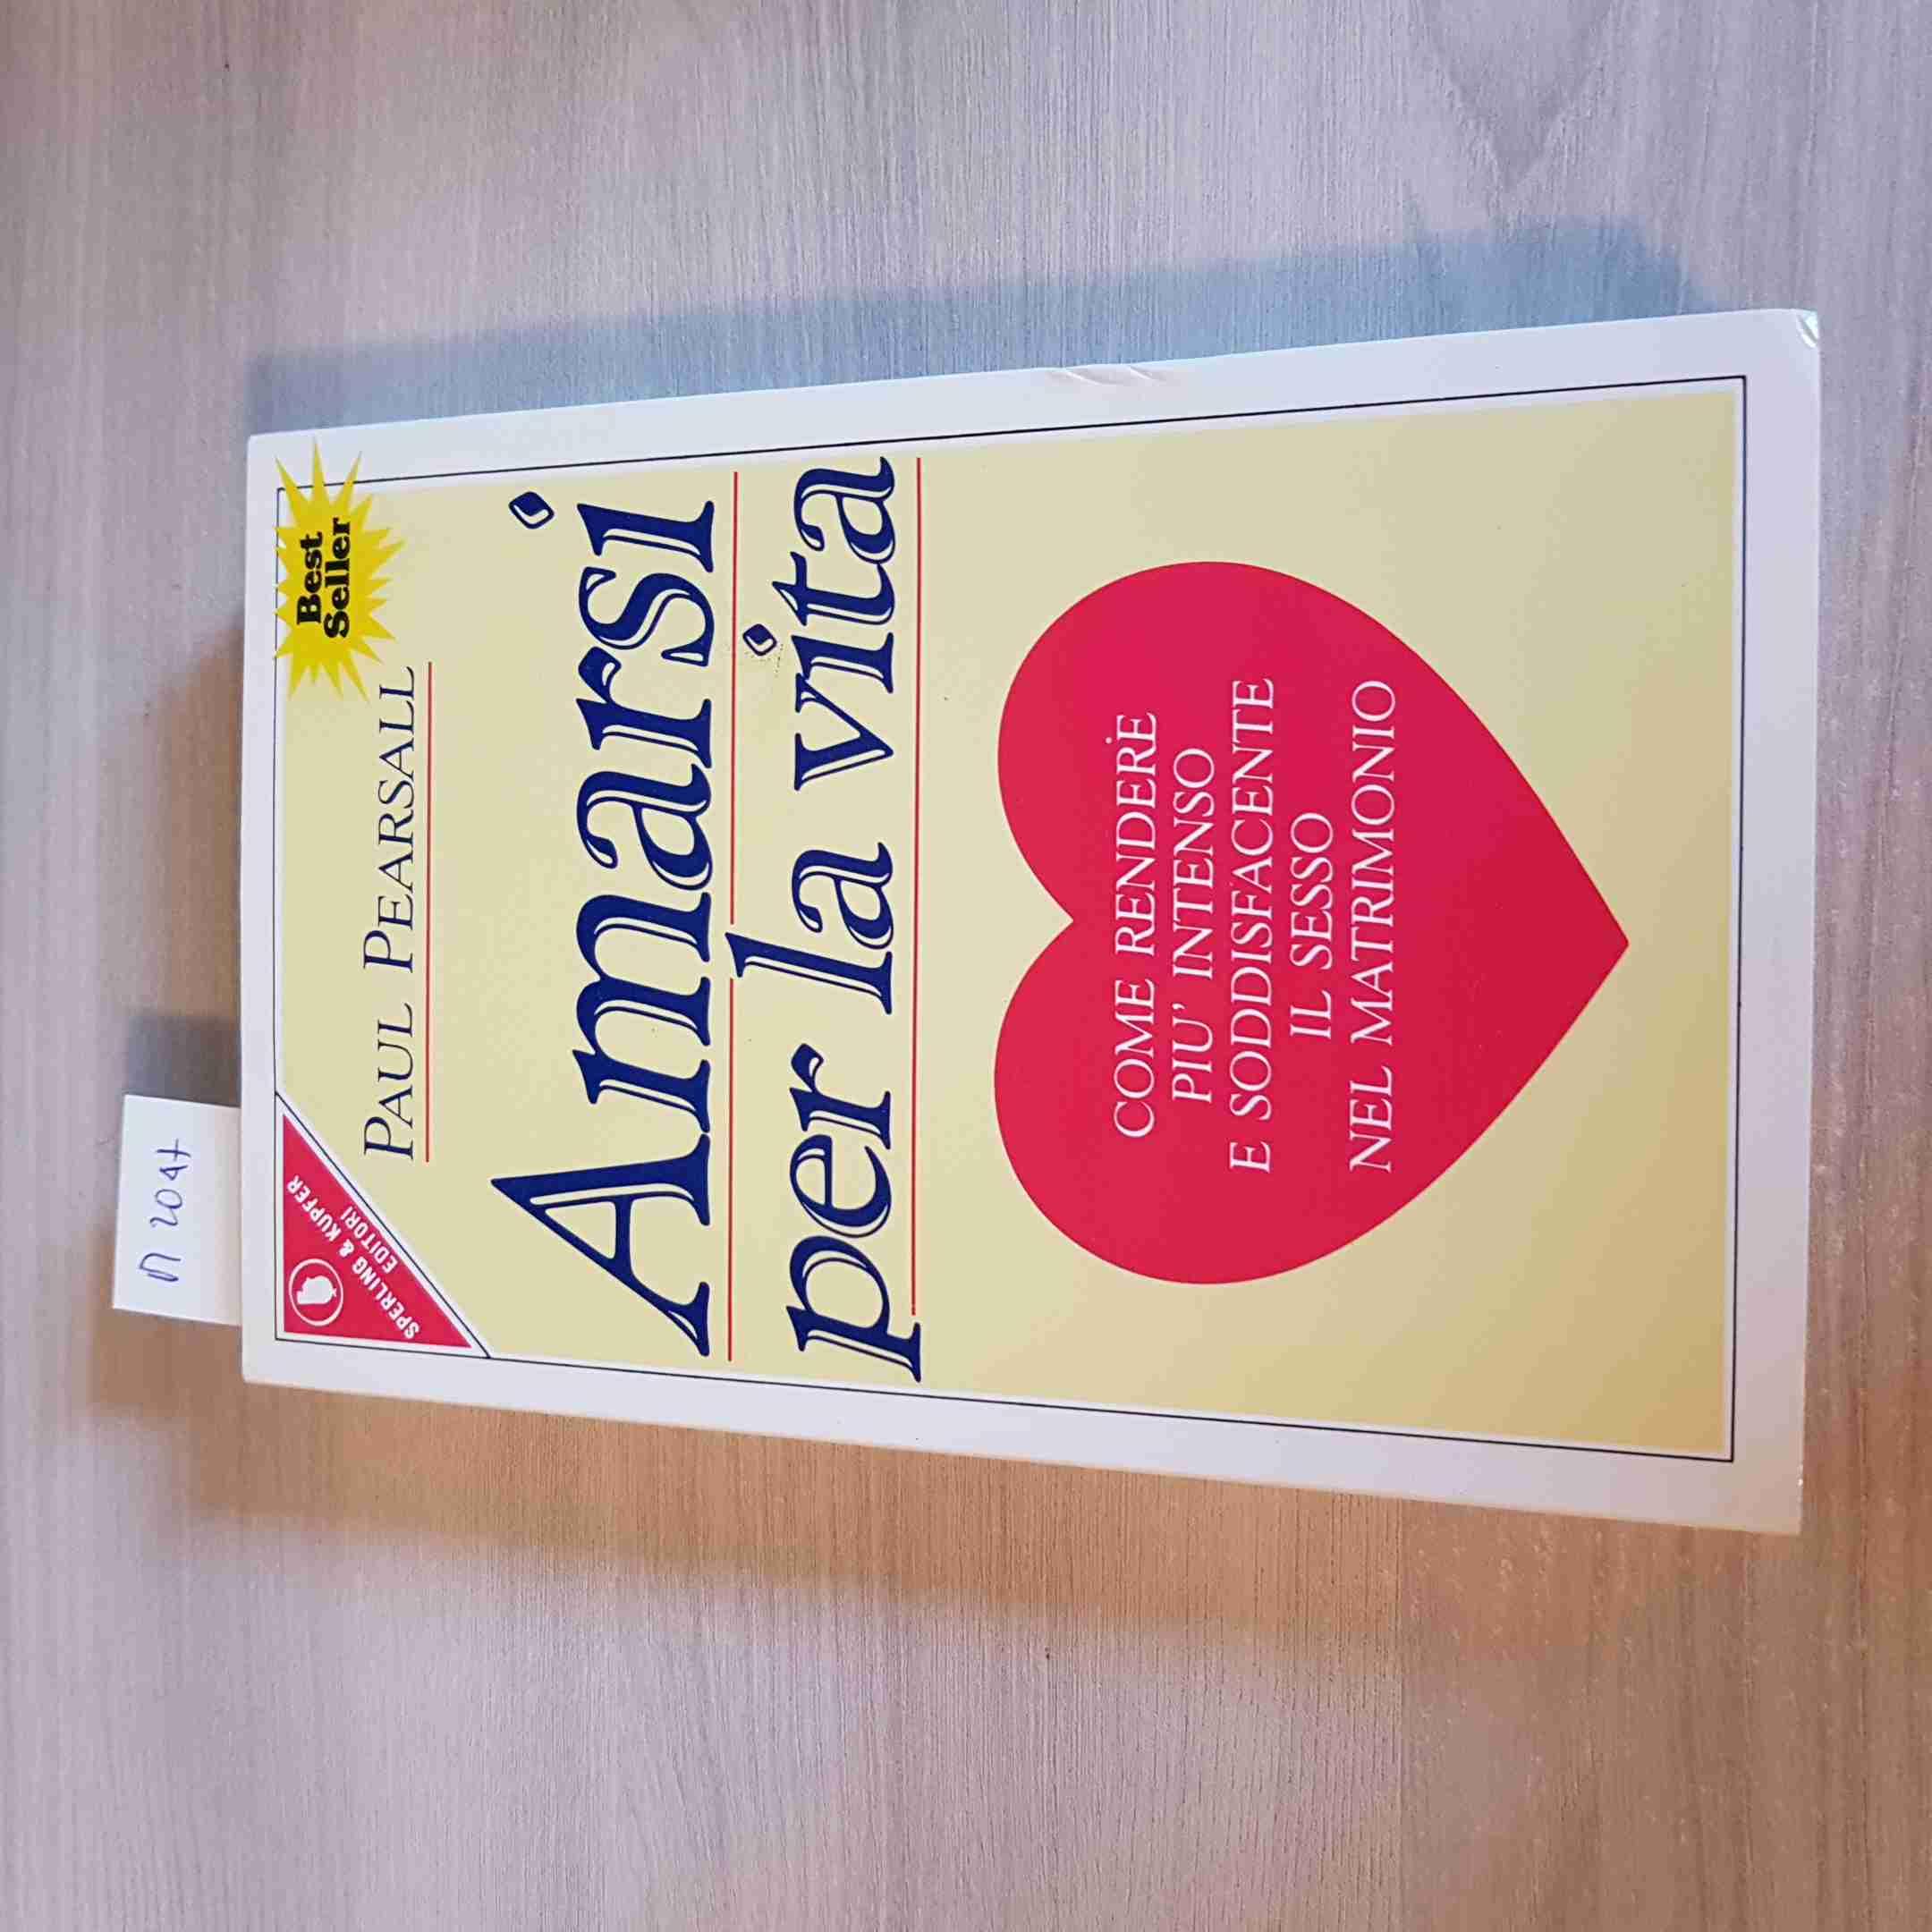 SPERLING & KUPFER
EDITORI
Best
Seller
PAUL PEARSALL
Amarsi
per la vita
COME RENDERE
PIU' INTENSO
E SODDISFACENTE
IL SESSO
NEL MATRIMONIO